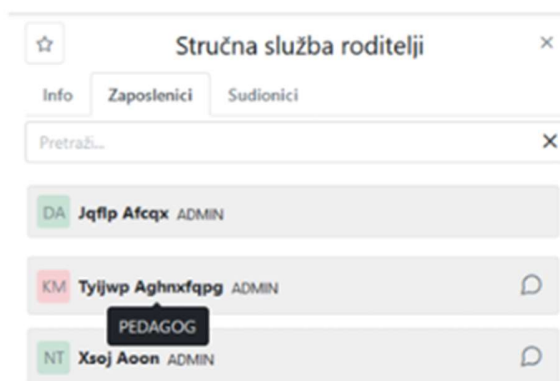 Stručna služba roditelji
Info Zaposlenici Sudionici
Pretraži...
DA Jqflp Afcqx ADMIN
KM Tyijwp Aghnxfqpg ADMIN
PEDAGOG
NT Xsoj Aoon ADMIN